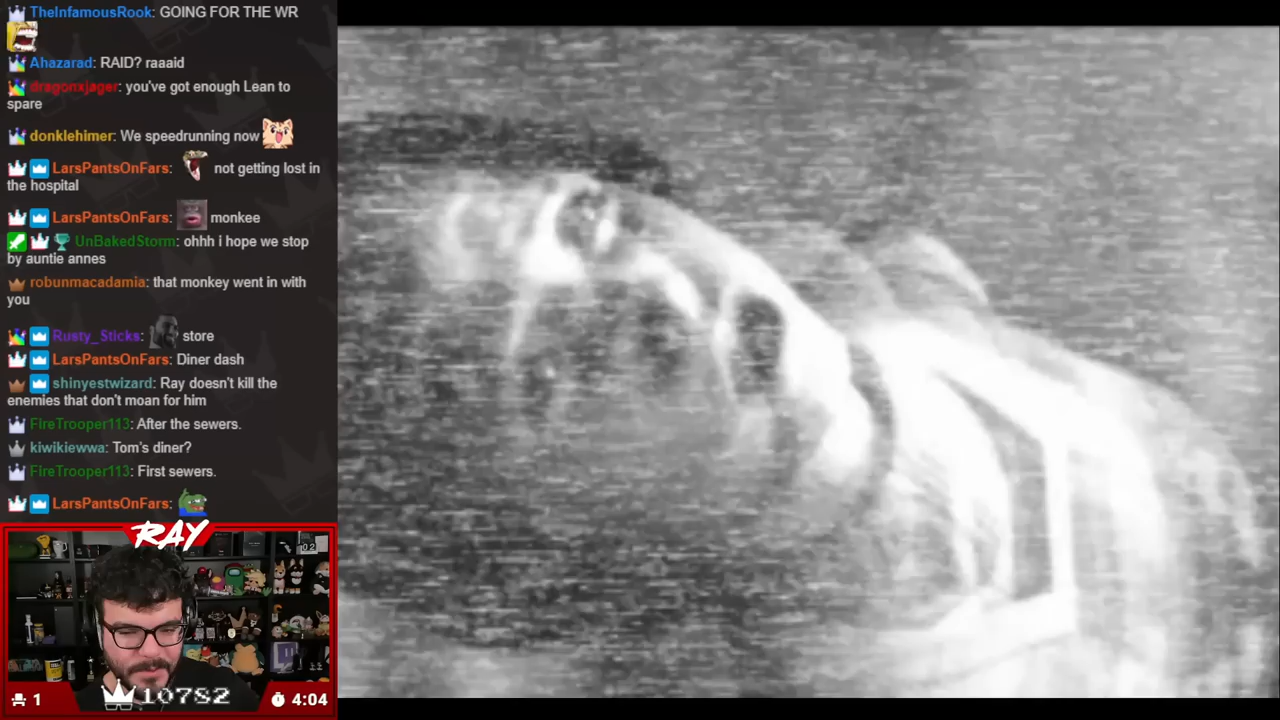 TheInfamousRook: GOING FOR THE WR
Ahazarad: RAID? raaaid
dragonxjager: you've got enough Lean to
spare
donklehimer: We speedrunning now
LarsPantsOnFars: not getting lost in
the hospital
LarsPantsOnFars: monkee
UnBakedStorm: ohhh i hope we stop
by auntie annes
robunmacadamia: that monkey went in with
you
Rusty_Sticks: store
LarsPantsOnFars: Diner dash
shinyestwizard: Ray doesn't kill the
enemies that don't moan for him
FireTrooper113: After the sewers.
kiwikiewwa: Tom's diner?
FireTrooper113: First sewers.
LarsPantsOnFars:
RAY
1
10782
4:04